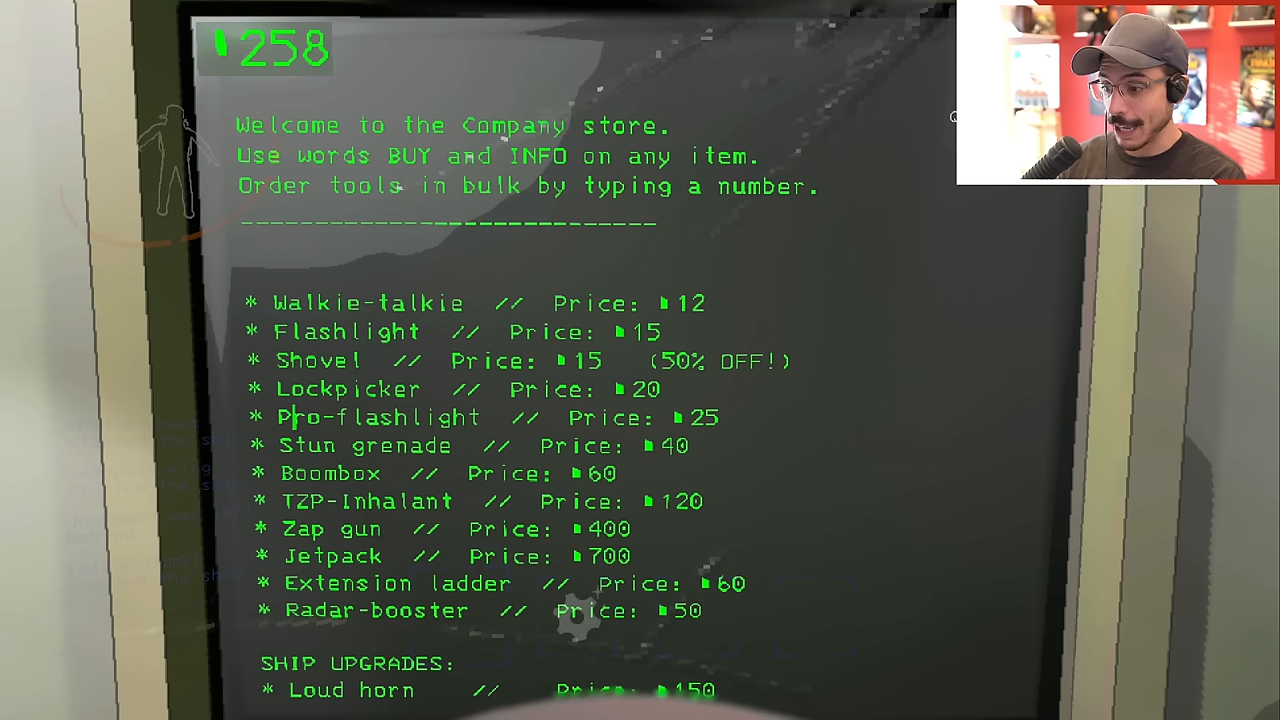 258
Welcome to the Company store.
Use words BUY and INFO on any item.
Order tools in bulk by typing a number.
----------------------------
* Walkie-talkie // Price: 12
* Flashlight // Price: 15
* Shovel // Price: 15 (50% OFF!)
* Lockpicker // Price: 20
* Pro-flashlight // Price: 25
* Stun grenade // Price: 40
* Boombox // Price: 60
* TZP-Inhalant // Price: 120
* Zap gun // Price: 400
* Jetpack // Price: 700
* Extension ladder // Price: 60
* Radar-booster // Price: 50
SHIP UPGRADES:
* Loud horn // Price: 150